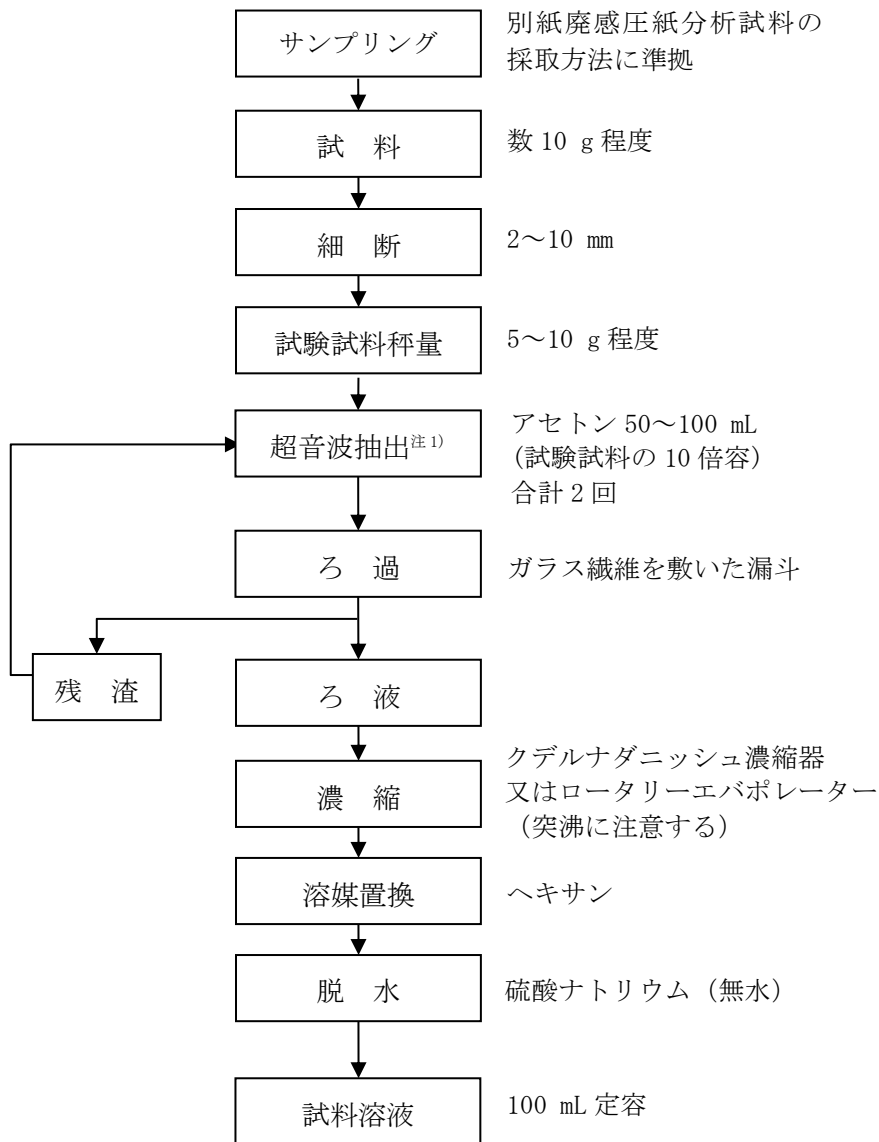 サンプリング
別紙廃感圧紙分析試料の
採取方法に準拠
試 料
数 10 g 程度
細 断
2～10 mm
試験試料秤量
5～10 g 程度
超音波抽出注1)
アセトン 50～100 mL
(試験試料の 10 倍容)
合計 2 回
ろ 過
ガラス繊維を敷いた漏斗
残 渣
ろ 液
濃 縮
クデルナダニッシュ濃縮器
又はロータリーエバポレーター
(突沸に注意する)
溶媒置換
ヘキサン
脱 水
硫酸ナトリウム（無水）
試料溶液
100 mL 定容